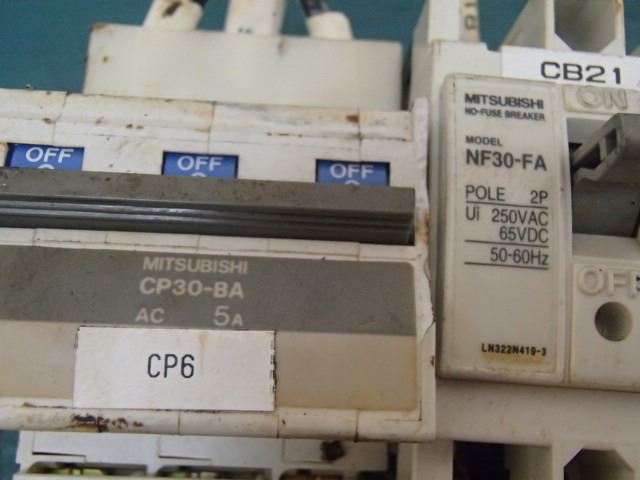 OFF OFF OFF
MITSUBISHI
CP30-BA
AC 5A
CP6
CB21
ON
MITSUBISHI
NO-FUSE BREAKER
MODEL
NF30-FA
POLE 2P
Ui 250VAC
65VDC
50-60Hz
LN322N419-3